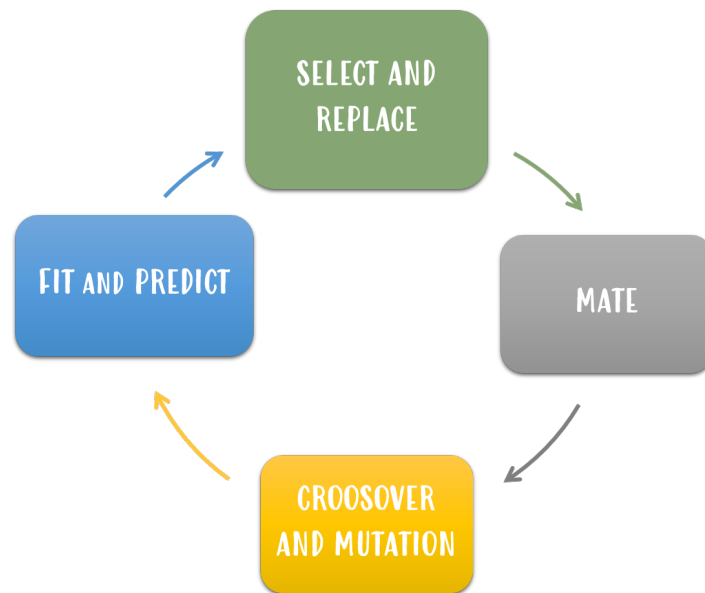 SELECT AND
REPLACE
FIT AND PREDICT
MATE
CROOSOVER
AND MUTATION